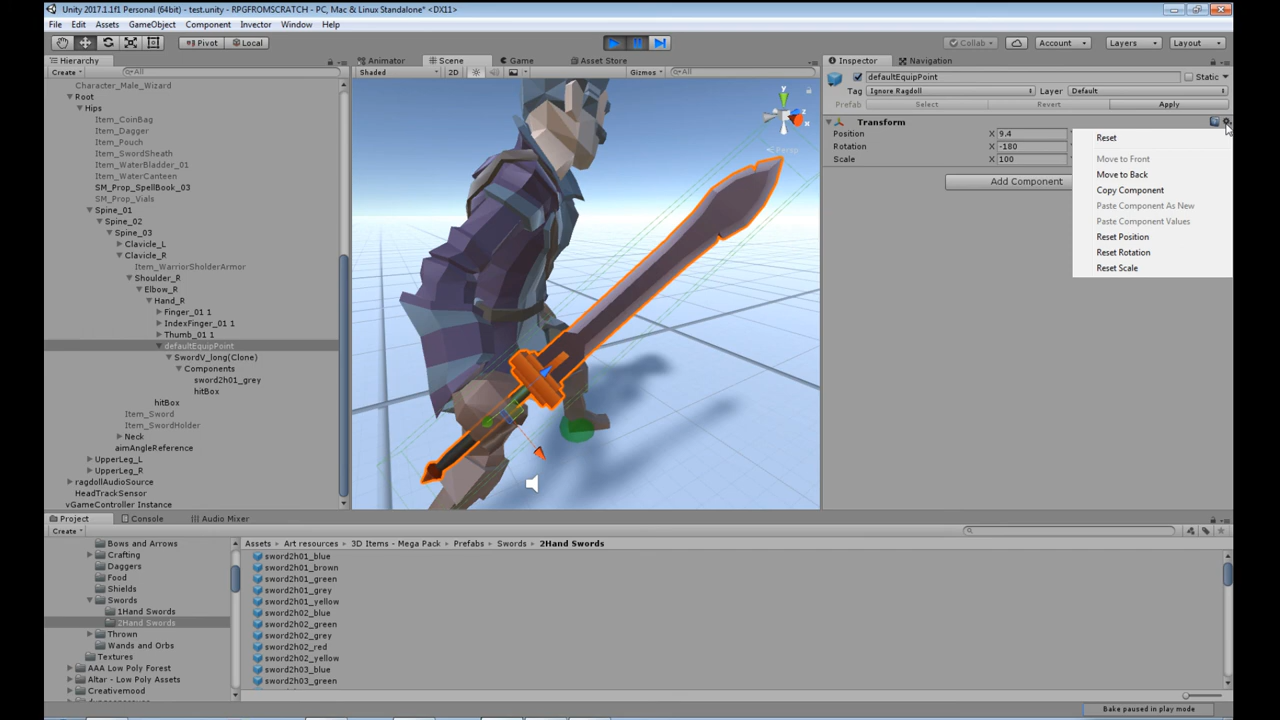 Unity 2017.1.1f1 Personal (64bit) - test.unity - RPGFROMSCRATCH - PC, Mac & Linux Standalone* <DX11>
File Edit Assets GameObject Component Invector Window Help
Pivot Local Collab Account Layers Layout
Hierarchy
Create All
Character_Male_Wizard
Root
Hips
Item_CoinBag
Item_Dagger
Item_Pouch
Item_SwordSheath
Item_WaterBladder_01
Item_WaterCanteen
SM_Prop_SpellBook_03
SM_Prop_Vials
Spine_01
Spine_02
Spine_03
Clavicle_L
Clavicle_R
Item_WarriorSholderArmor
Shoulder_R
Elbow_R
Hand_R
Finger_01 1
IndexFinger_01 1
Thumb_01 1
defaultEquipPoint
SwordV_long(Clone)
Components
sword2h01_grey
hitBox
hitBox
Item_Sword
Item_SwordHolder
Neck
aimAngleReference
UpperLeg_L
UpperLeg_R
ragdollAudioSource
HeadTrackSensor
vGameController Instance
Animator Scene Game Asset Store
Shaded 2D Gizmos All
y
x
Persp
Inspector Navigation
defaultEquipPoint Static
Tag Ignore Ragdoll Layer Default
Prefab Select Revert Apply
Transform
Position X 9.4
Rotation X -180
Scale X 100
Add Component
Reset
Move to Front
Move to Back
Copy Component
Paste Component As New
Paste Component Values
Reset Position
Reset Rotation
Reset Scale
Project Console Audio Mixer
Create
Bows and Arrows
Crafting
Daggers
Food
Shields
Swords
1Hand Swords
2Hand Swords
Thrown
Wands and Orbs
Textures
AAA Low Poly Forest
Altar - Low Poly Assets
Creativemood
Assets Art resources 3D Items - Mega Pack Prefabs Swords 2Hand Swords
sword2h01_blue
sword2h01_brown
sword2h01_green
sword2h01_grey
sword2h01_yellow
sword2h02_blue
sword2h02_green
sword2h02_grey
sword2h02_red
sword2h02_yellow
sword2h03_blue
sword2h03_green
Bake paused in play mode